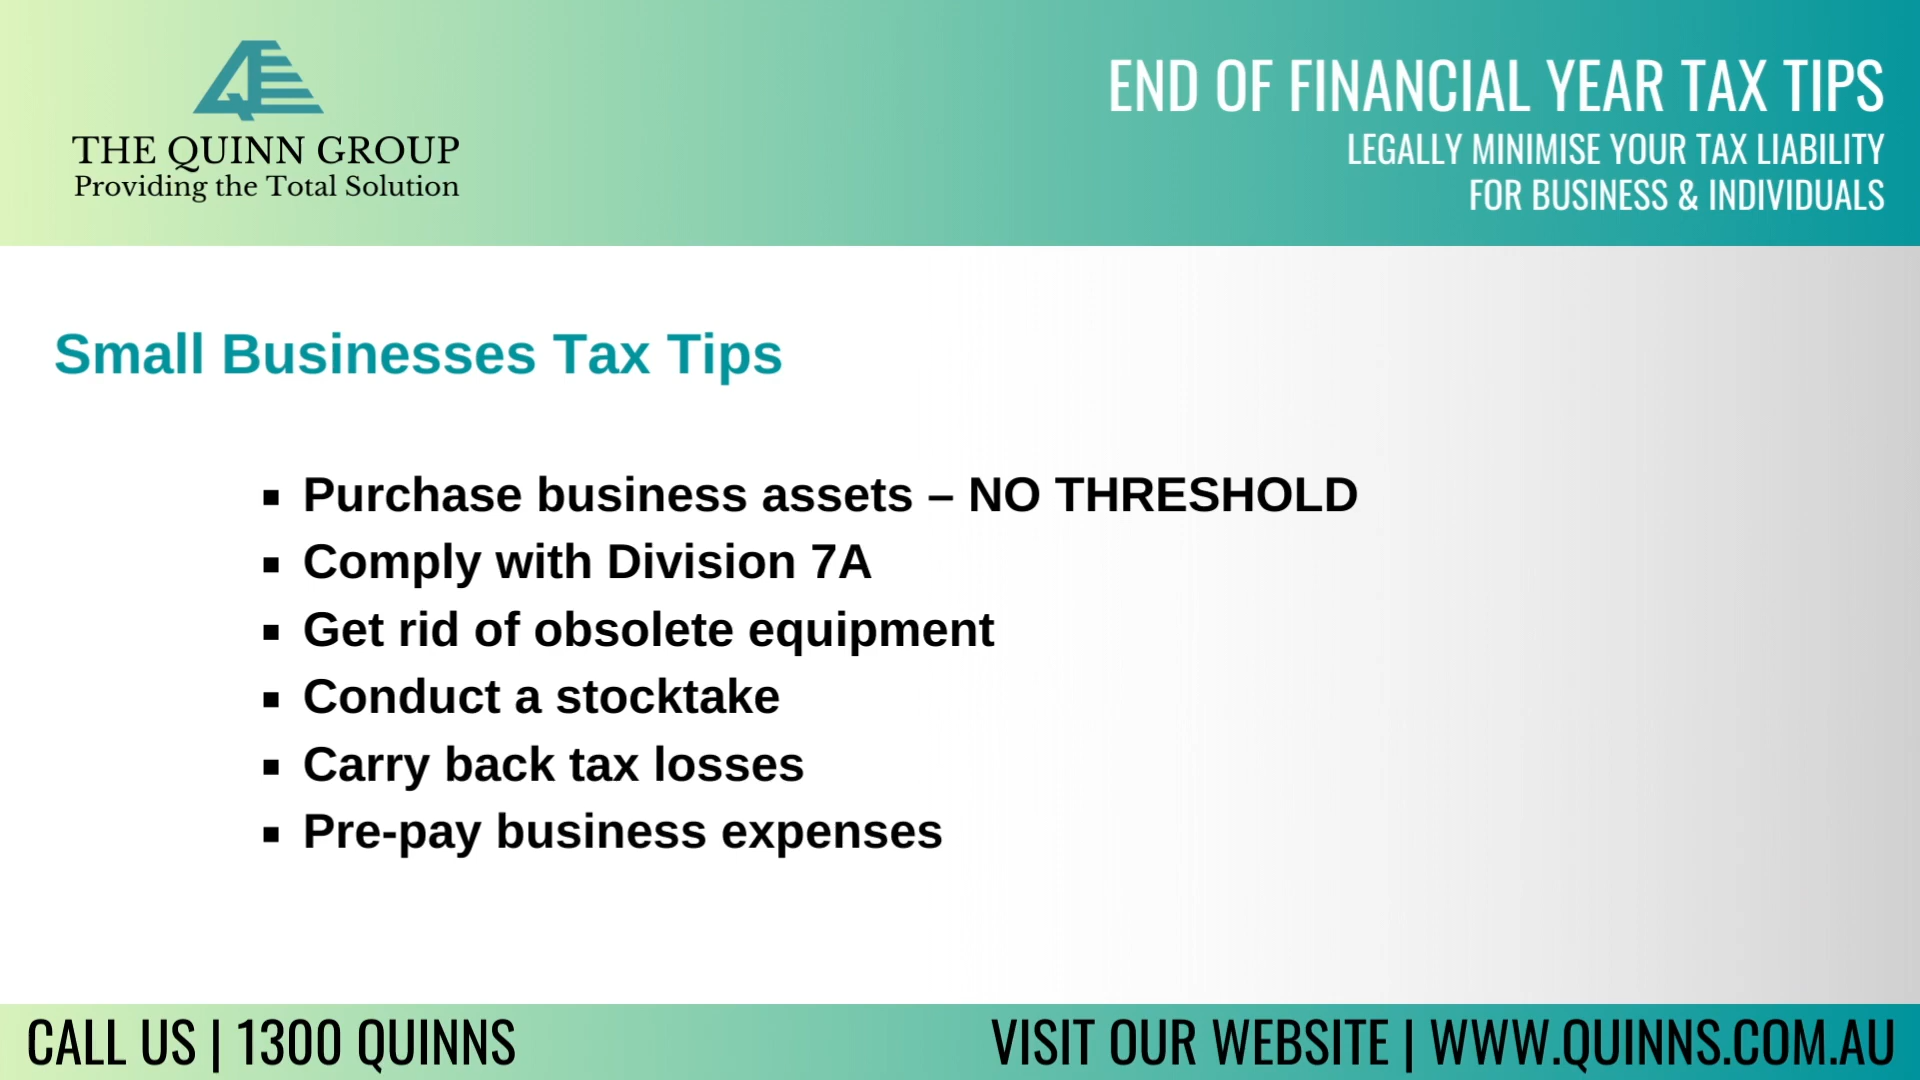 THE QUINN GROUP
Providing the Total Solution
END OF FINANCIAL YEAR TAX TIPS
LEGALLY MINIMISE YOUR TAX LIABILITY
FOR BUSINESS & INDIVIDUALS
Small Businesses Tax Tips
▪ Purchase business assets – NO THRESHOLD
▪ Comply with Division 7A
▪ Get rid of obsolete equipment
▪ Conduct a stocktake
▪ Carry back tax losses
▪ Pre-pay business expenses
CALL US | 1300 QUINNS
VISIT OUR WEBSITE | WWW.QUINNS.COM.AU